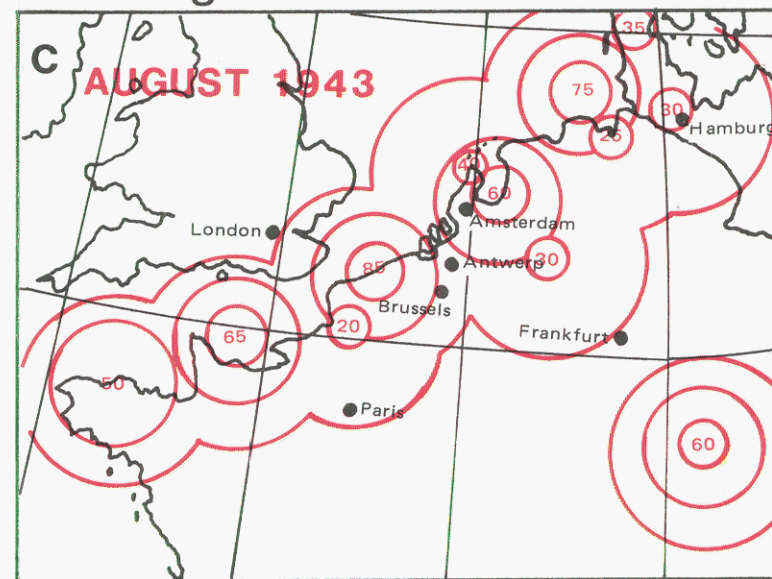 C
AUGUST 1943
35
75
30
Hamburg
25
40
60
Amsterdam
London
85
Antwerp
30
Brussels
20
65
Frankfurt
50
Paris
60